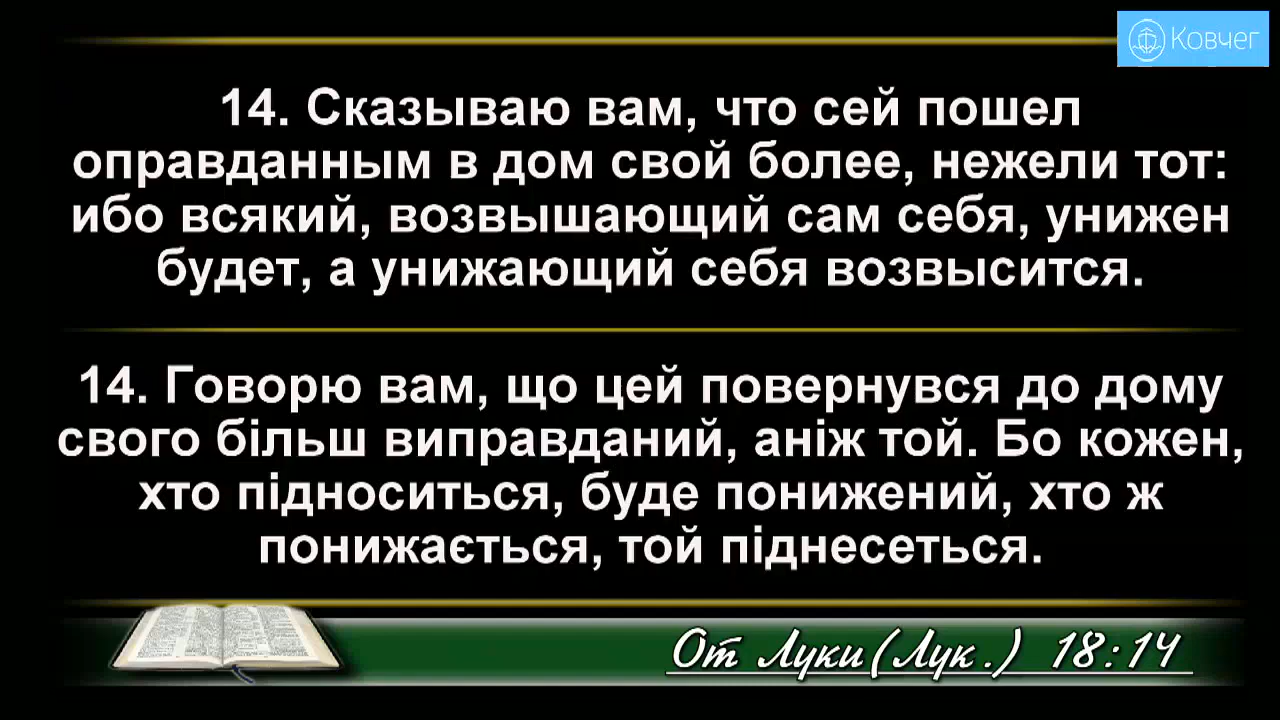 Ковчег
14. Сказываю вам, что сей пошел
оправданным в дом свой более, нежели тот:
ибо всякий, возвышающий сам себя, унижен
будет, а унижающий себя возвысится.
14. Говорю вам, що цей повернувся до дому
свого більш виправданий, аніж той. Бо кожен,
хто підноситься, буде понижений, хто ж
понижається, той піднесеться.
От Луки(Лук.) 18:14